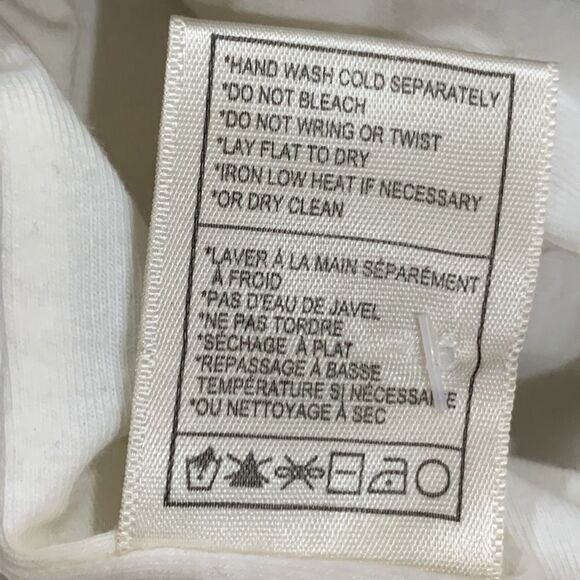 *HAND WASH COLD SEPARATELY
*DO NOT BLEACH
*DO NOT WRING OR TWIST
*LAY FLAT TO DRY
*IRON LOW HEAT IF NECESSARY
*OR DRY CLEAN
*LAVER À LA MAIN SÉPARÉMENT
À FROID
*PAS D'EAU DE JAVEL
*NE PAS TORDRE
*SÉCHAGE À PLAT
*REPASSAGE À BASSE
TEMPÉRATURE SI NÉCESSAIRE
*OU NETTOYAGE À SEC